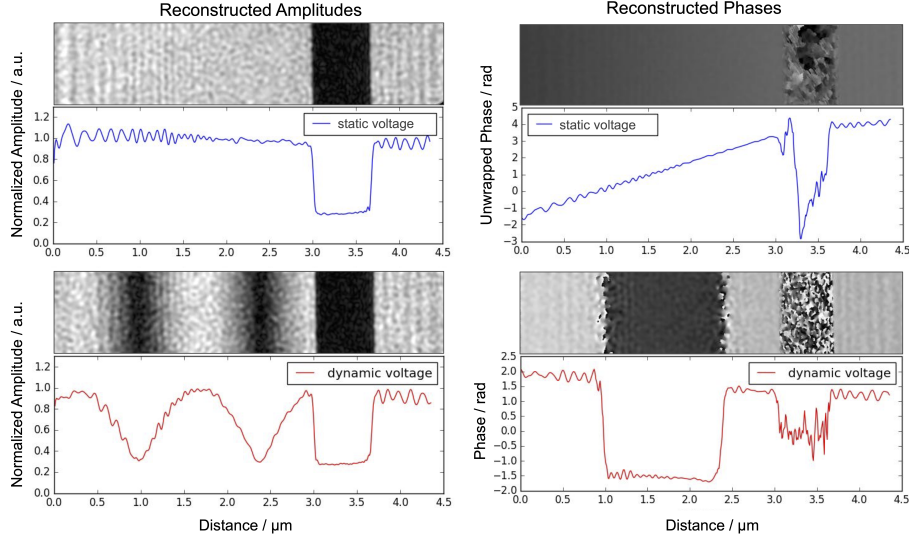 Reconstructed Amplitudes
Normalized Amplitude / a.u.
1.2
1.0
0.8
0.6
0.4
0.2
0.0
static voltage
0.0 0.5 1.0 1.5 2.0 2.5 3.0 3.5 4.0 4.5
Reconstructed Phases
Unwrapped Phase / rad
5
4
3
2
1
0
−1
−2
−3
static voltage
0.0 0.5 1.0 1.5 2.0 2.5 3.0 3.5 4.0 4.5
Normalized Amplitude / a.u.
1.2
1.0
0.8
0.6
0.4
0.2
0.0
dynamic voltage
0.0 0.5 1.0 1.5 2.0 2.5 3.0 3.5 4.0 4.5
Distance / µm
Phase / rad
2.5
2.0
1.5
1.0
0.5
0.0
−0.5
−1.0
−1.5
−2.0
dynamic voltage
0.0 0.5 1.0 1.5 2.0 2.5 3.0 3.5 4.0 4.5
Distance / µm